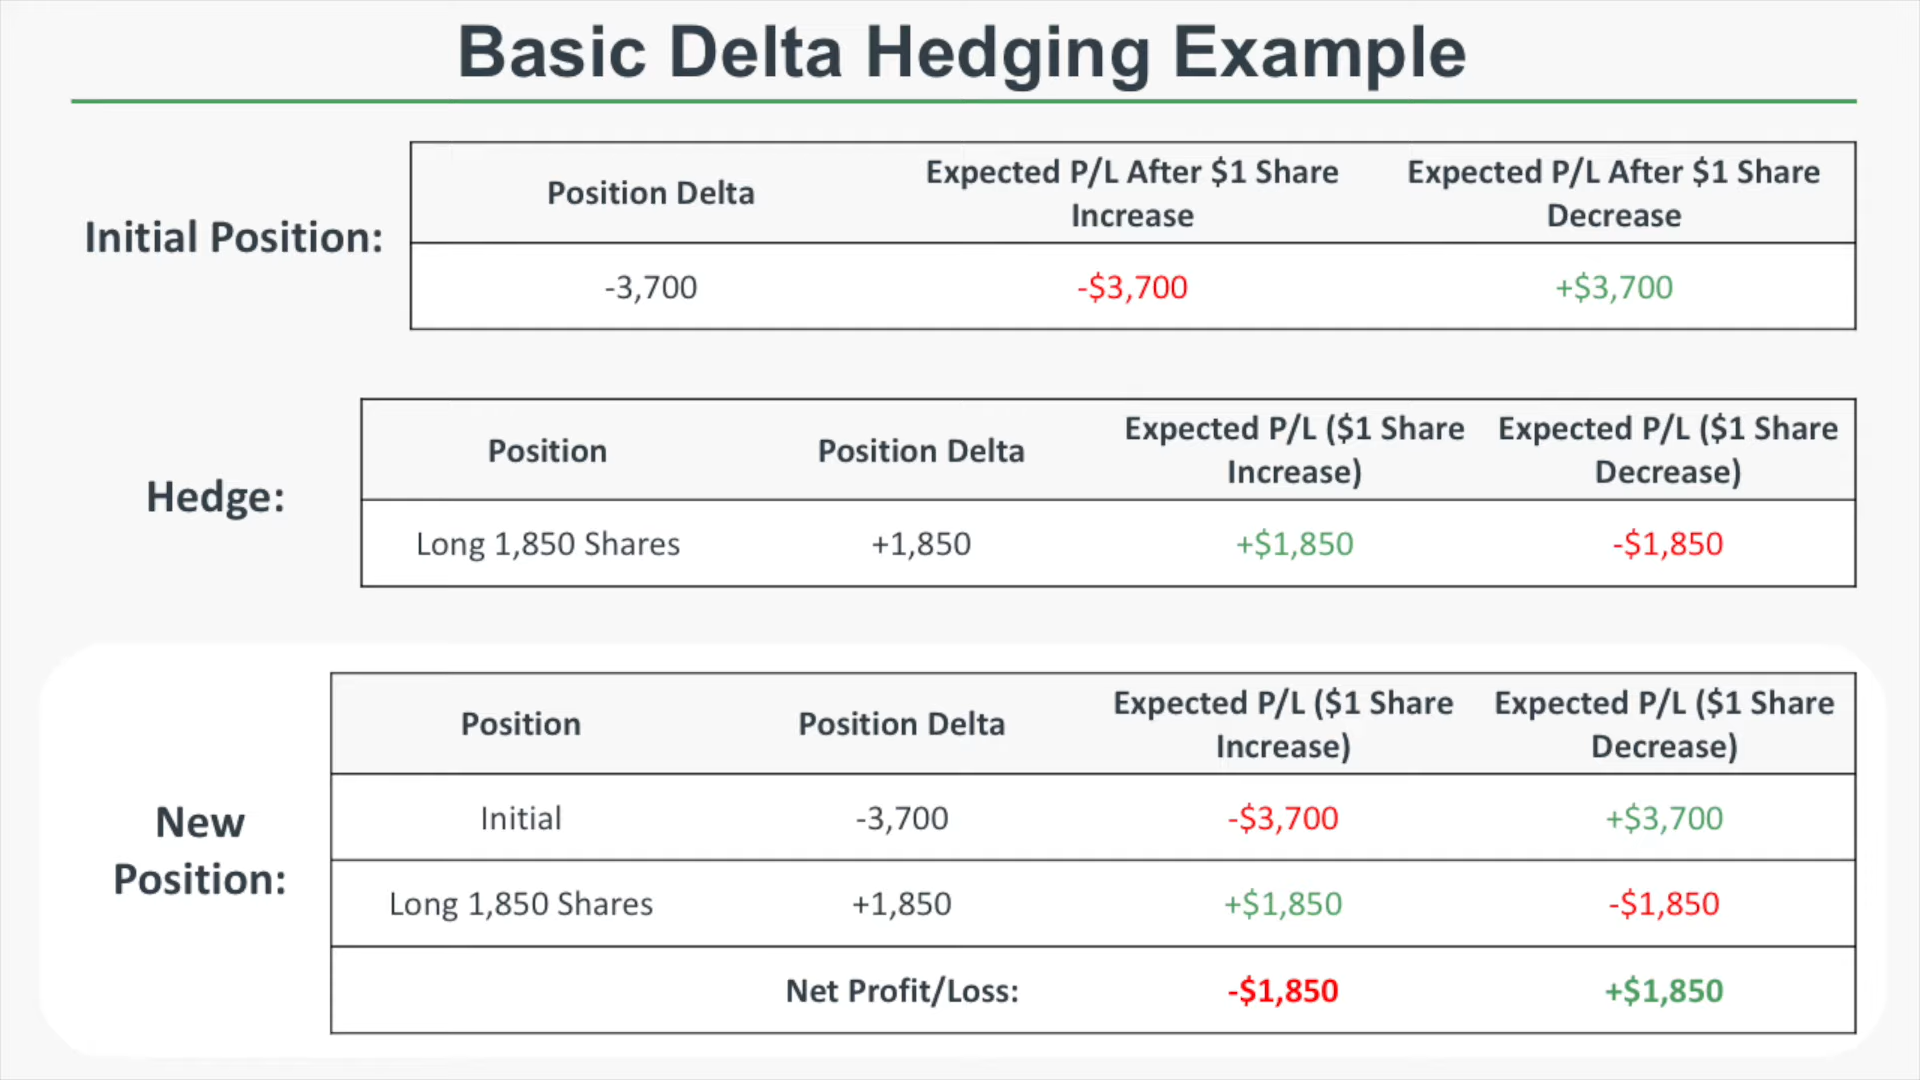 Basic Delta Hedging Example
Initial Position:
Position Delta
Expected P/L After $1 Share
Increase
Expected P/L After $1 Share
Decrease
-3,700
-$3,700
+$3,700
Hedge:
Position
Position Delta
Expected P/L ($1 Share
Increase)
Expected P/L ($1 Share
Decrease)
Long 1,850 Shares
+1,850
+$1,850
-$1,850
New
Position:
Position
Position Delta
Expected P/L ($1 Share
Increase)
Expected P/L ($1 Share
Decrease)
Initial
-3,700
-$3,700
+$3,700
Long 1,850 Shares
+1,850
+$1,850
-$1,850
Net Profit/Loss:
-$1,850
+$1,850